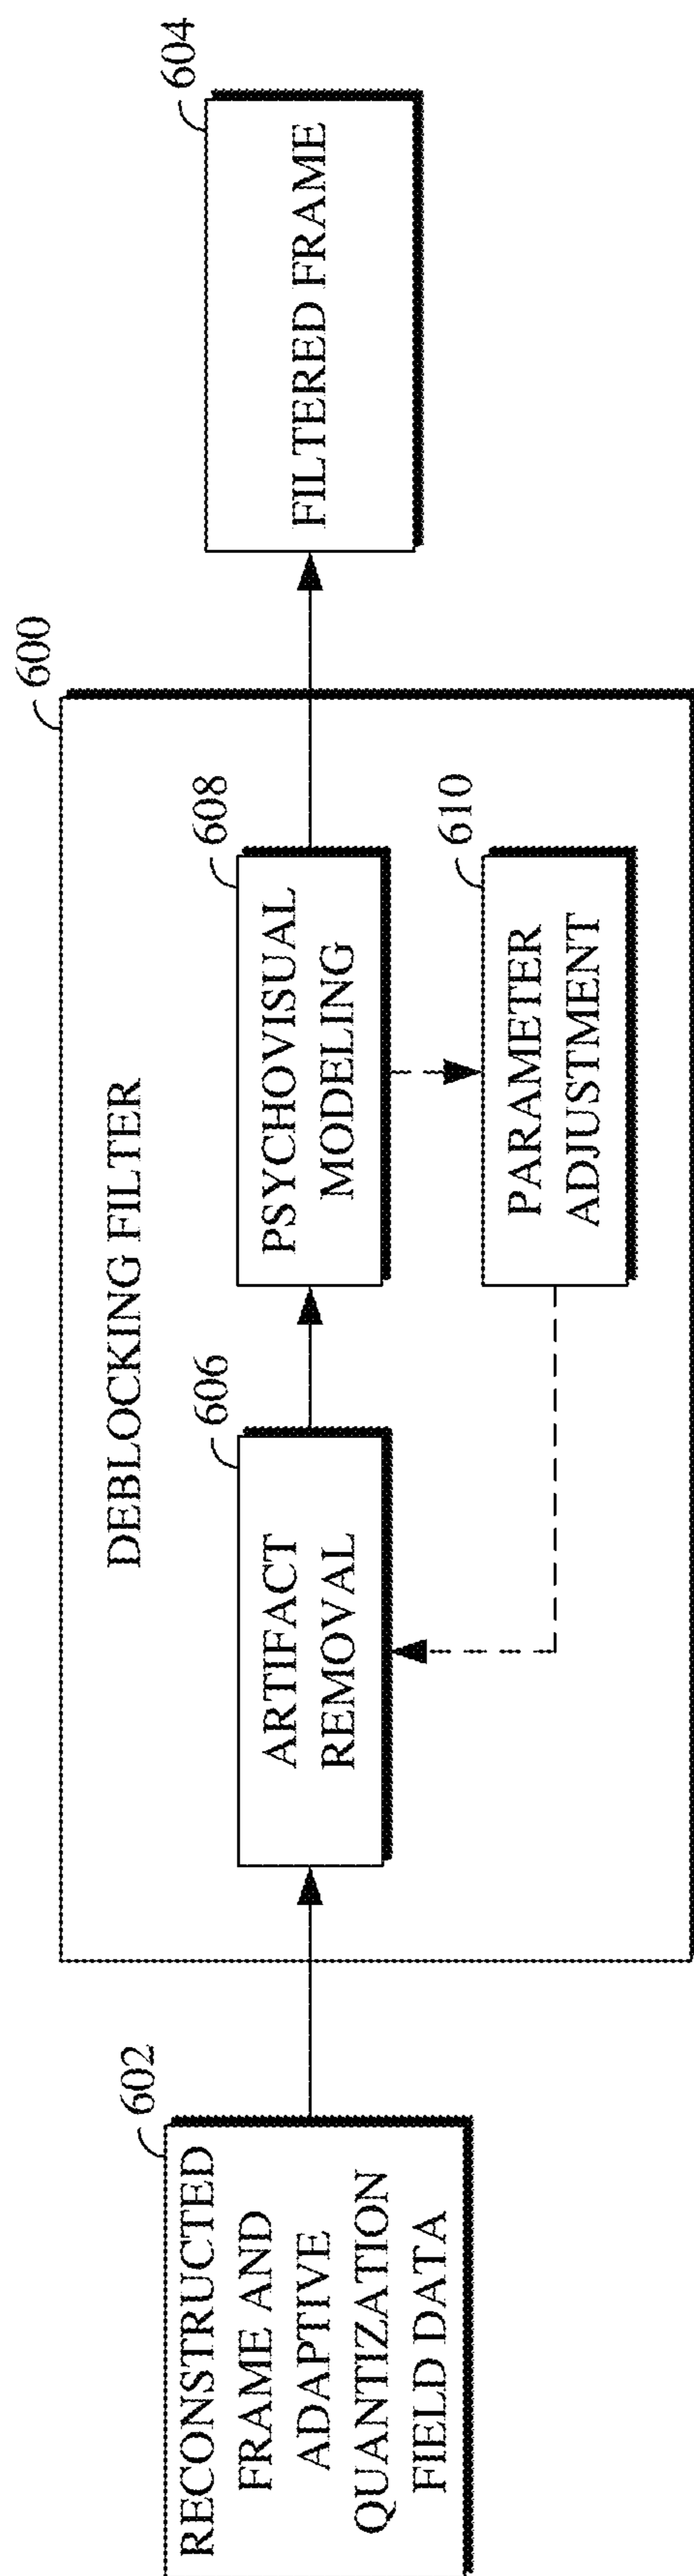 602
RECONSTRUCTED
FRAME AND
ADAPTIVE
QUANTIZATION
FIELD DATA
600
DEBLOCKING FILTER
606
ARTIFACT
REMOVAL
608
PSYCHOVISUAL
MODELING
610
PARAMETER
ADJUSTMENT
604
FILTERED FRAME